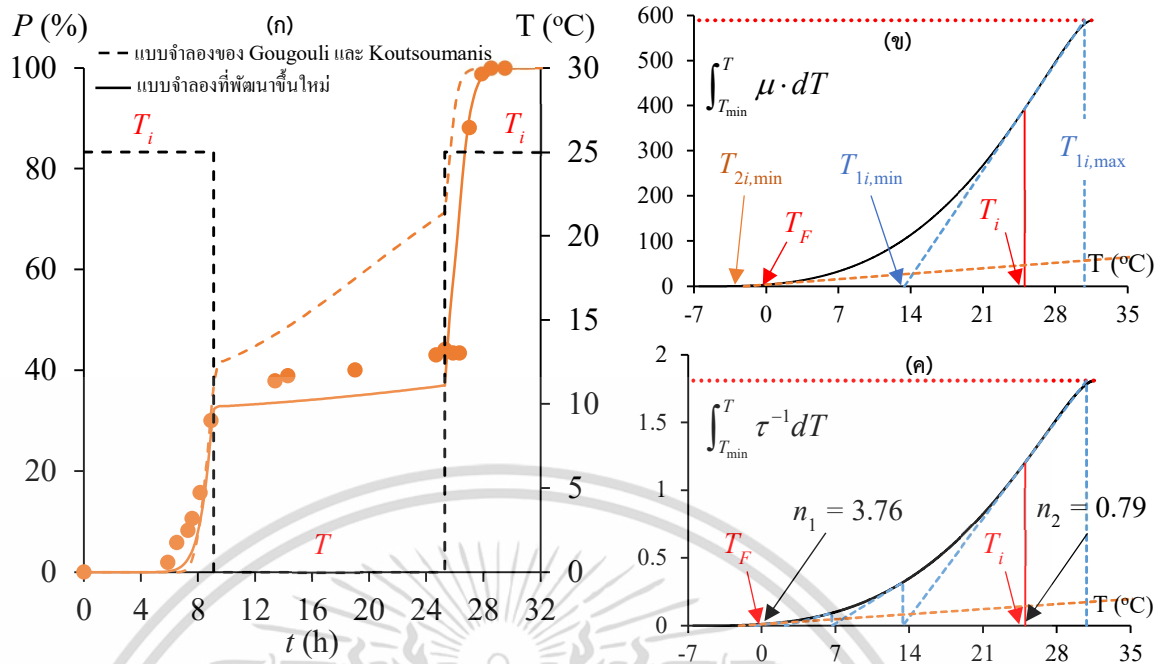 (ก)
P (%)
T (°C)
แบบจำลองของ Gougouli และ Koutsoumanis
แบบจำลองที่พัฒนาขึ้นใหม่
100
80
60
40
20
0
30
25
20
15
10
5
0
T_i
T_i
T
0 4 8 12 16 20 24 28 32
t (h)
(ข)
600
500
400
300
200
100
0
∫_{T_min}^{T} μ · dT
T_{2i,min}
T_{1i,min}
T_{1i,max}
T_F
T_i
T (°C)
-7 0 7 14 21 28 35
(ค)
2
1.5
1
0.5
0
∫_{T_min}^{T} τ^{-1} dT
n_1 = 3.76
n_2 = 0.79
T_F
T_i
T (°C)
-7 0 7 14 21 28 35